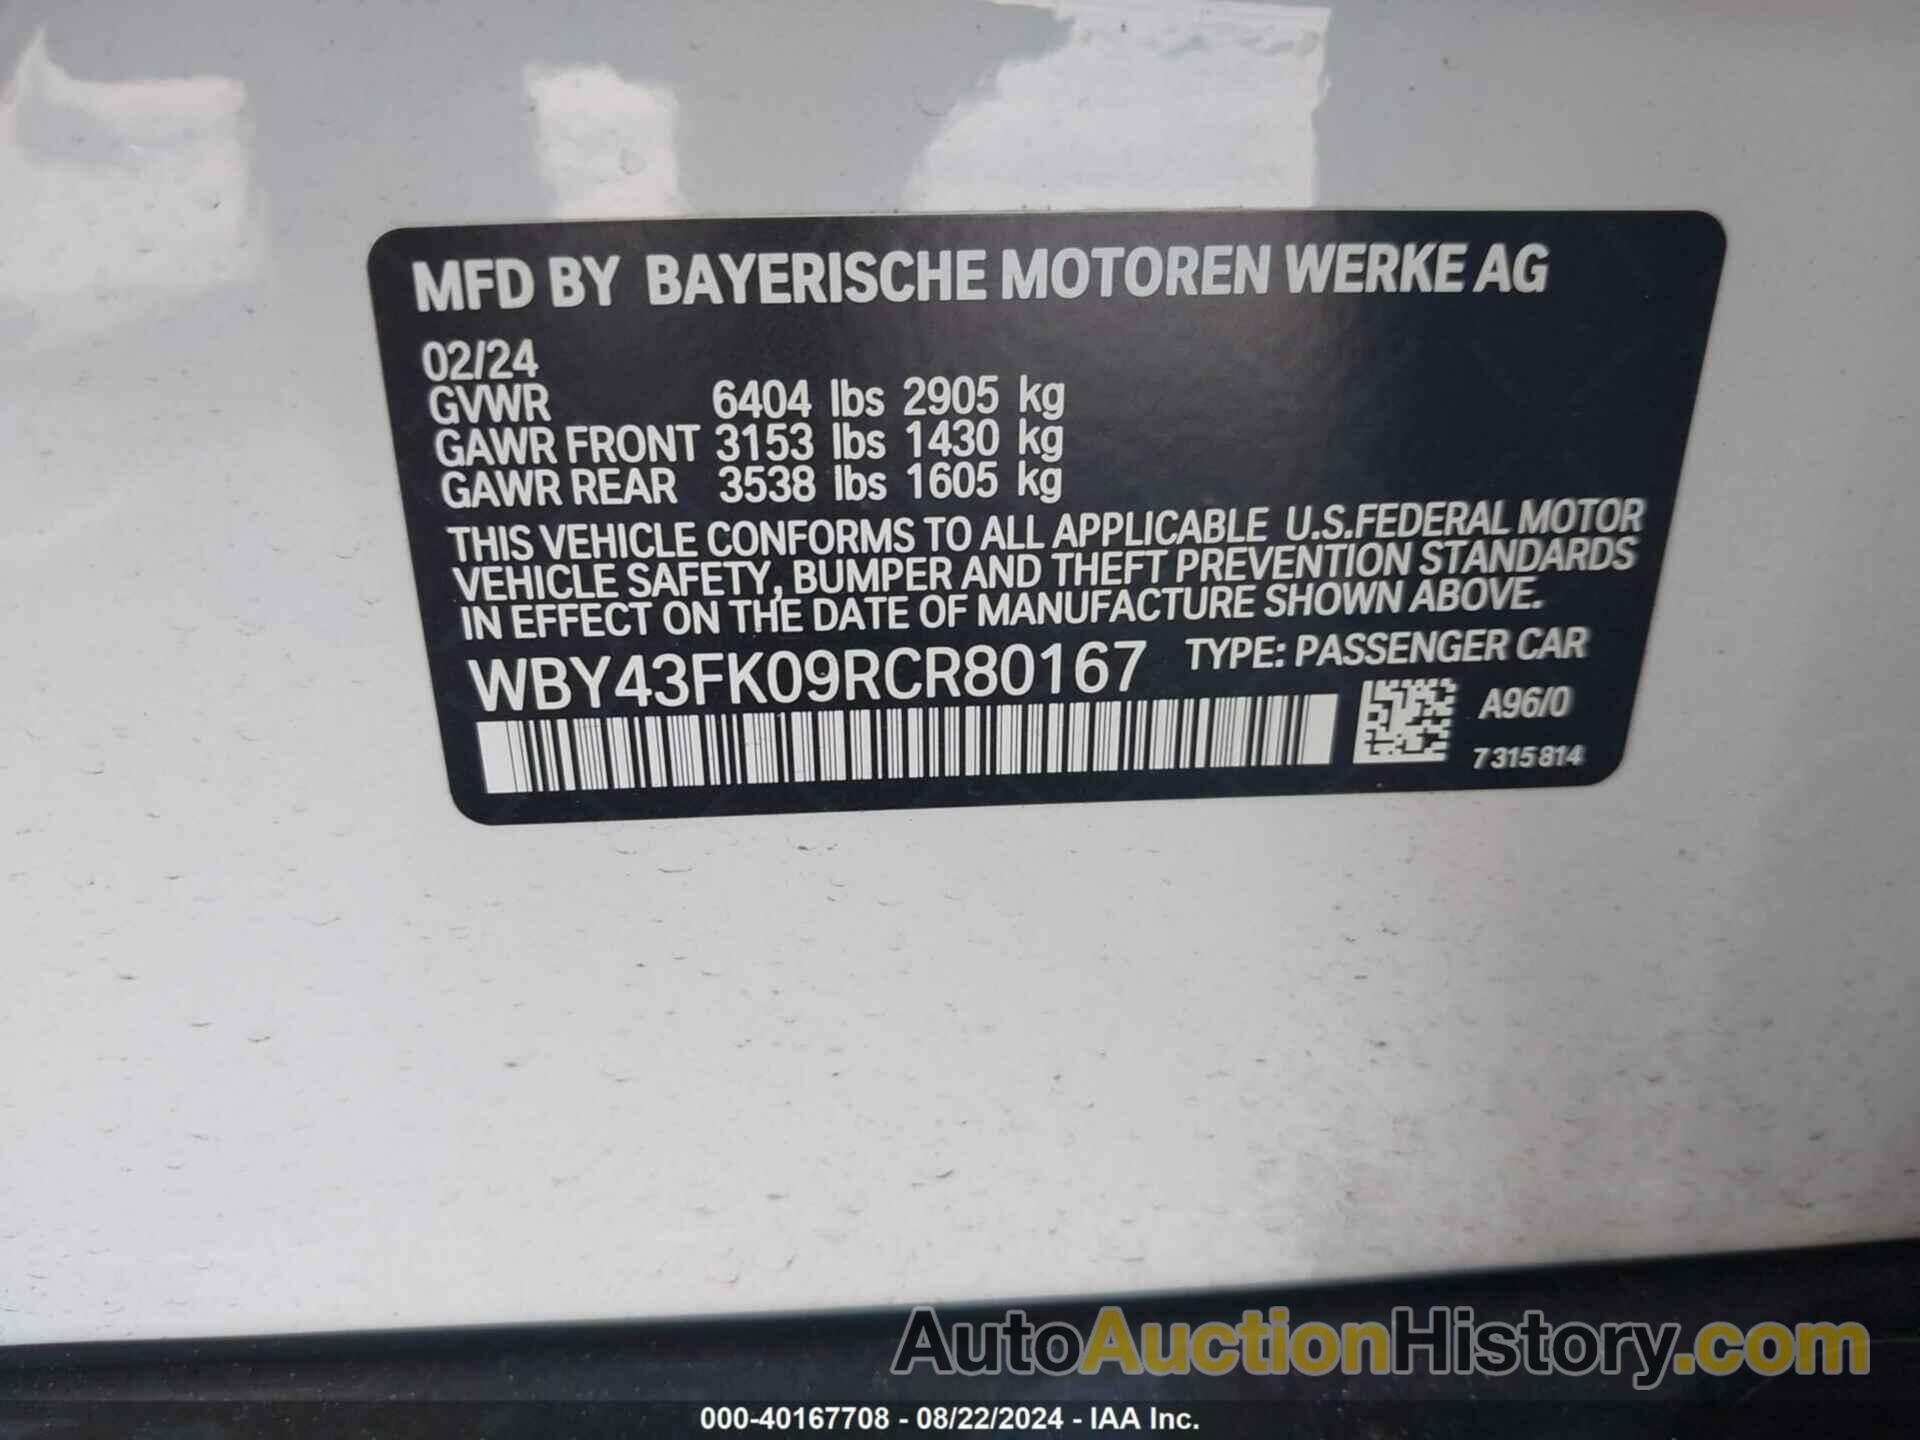 MFD BY BAYERISCHE MOTOREN WERKE AG
02/24
GVWR 6404 lbs 2905 kg
GAWR FRONT 3153 lbs 1430 kg
GAWR REAR 3538 lbs 1605 kg
THIS VEHICLE CONFORMS TO ALL APPLICABLE U.S.FEDERAL MOTOR
VEHICLE SAFETY, BUMPER AND THEFT PREVENTION STANDARDS
IN EFFECT ON THE DATE OF MANUFACTURE SHOWN ABOVE.
WBY43FK09RCR80167 TYPE: PASSENGER CAR
A96/0
7315814
AutoAuctionHistory.com
000-40167708 - 08/22/2024 - IAA Inc.